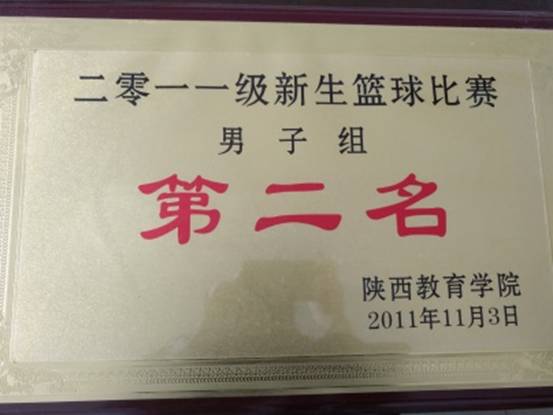 二零一一级新生篮球比赛
男子组
第二名
陕西教育学院
2011年11月3日